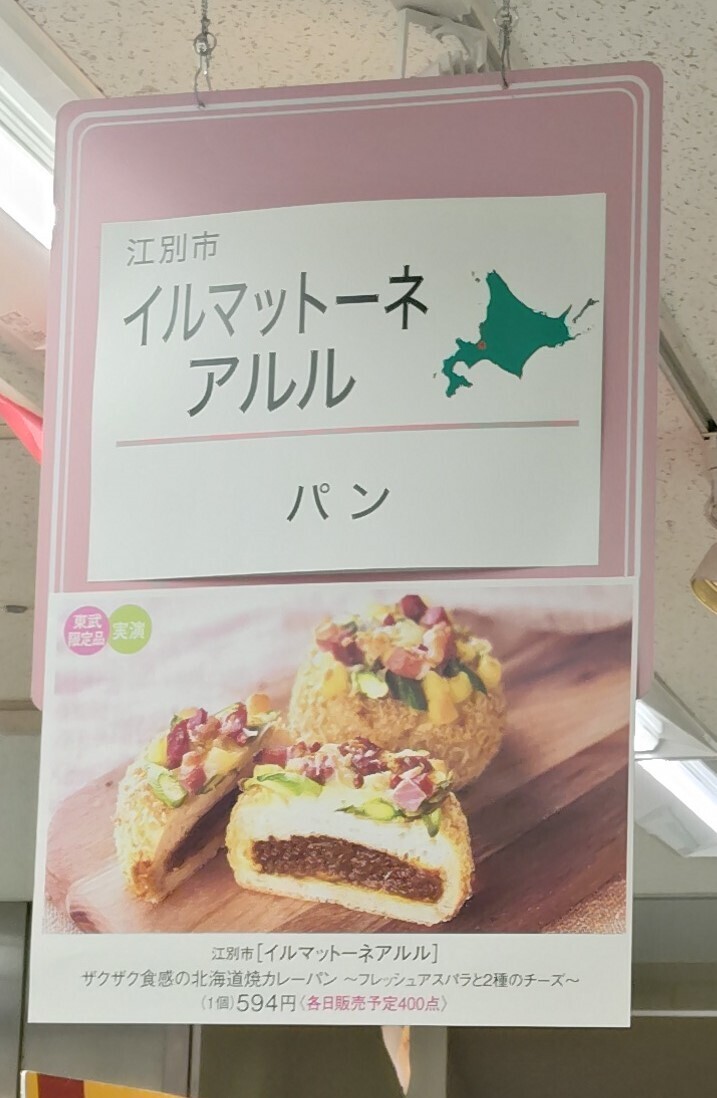 江別市
イルマットーネ
アルル
パン
東武
限定品
実演
江別市[イルマットーネアルル]
ザクザク食感の北海道焼カレーパン ～フレッシュアスパラと2種のチーズ～
(1個)594円〈各日販売予定400点〉